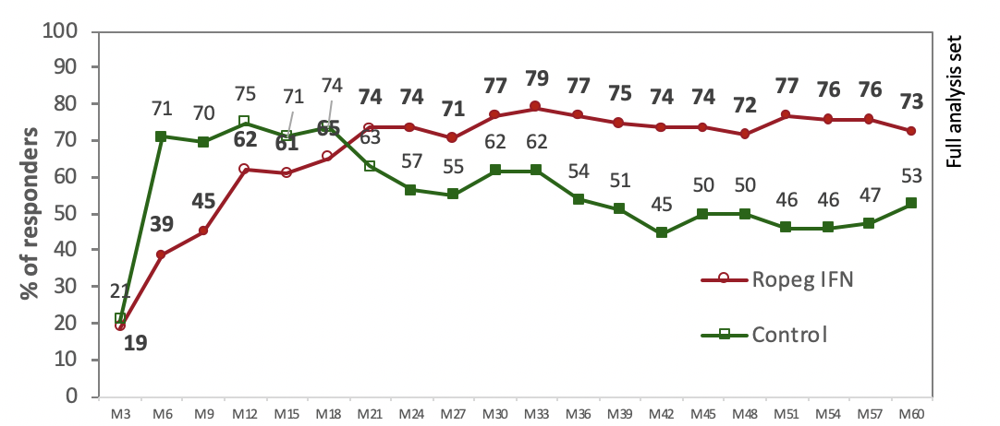 100
90
80
70
60
50
40
30
20
10
0
% of responders
21 71 70 75 71 74 63 57 55 62 62 54 51 45 50 50 46 46 47 53
19 39 45 62 61 65 74 74 71 77 79 77 75 74 74 72 77 76 76 73
Ropeg IFN
Control
M3 M6 M9 M12 M15 M18 M21 M24 M27 M30 M33 M36 M39 M42 M45 M48 M51 M54 M57 M60
Full analysis set